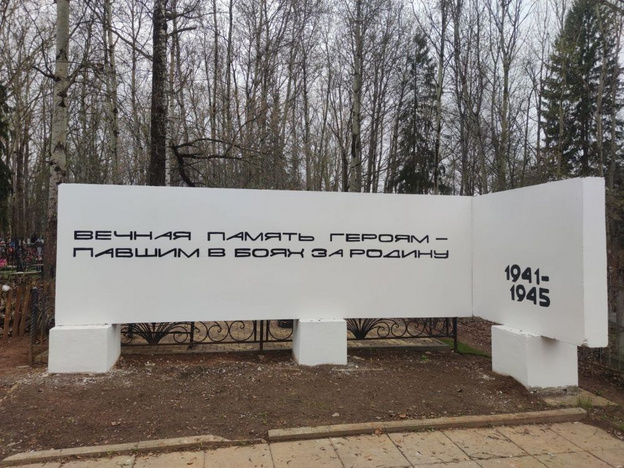 ВЕЧНАЯ ПАМЯТЬ ГЕРОЯМ –
ПАВШИМ В БОЯХ ЗА РОДИНУ
1941–
1945